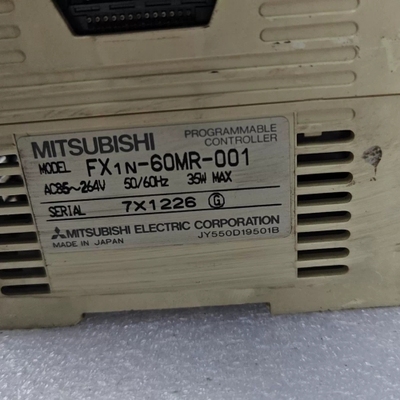 MITSUBISHI PROGRAMMABLE CONTROLLER
MODEL FX1N-60MR-001
AC85~264V 50/60Hz 35W MAX
SERIAL 7X1226 G
MITSUBISHI ELECTRIC CORPORATION
MADE IN JAPAN JY550D19501B